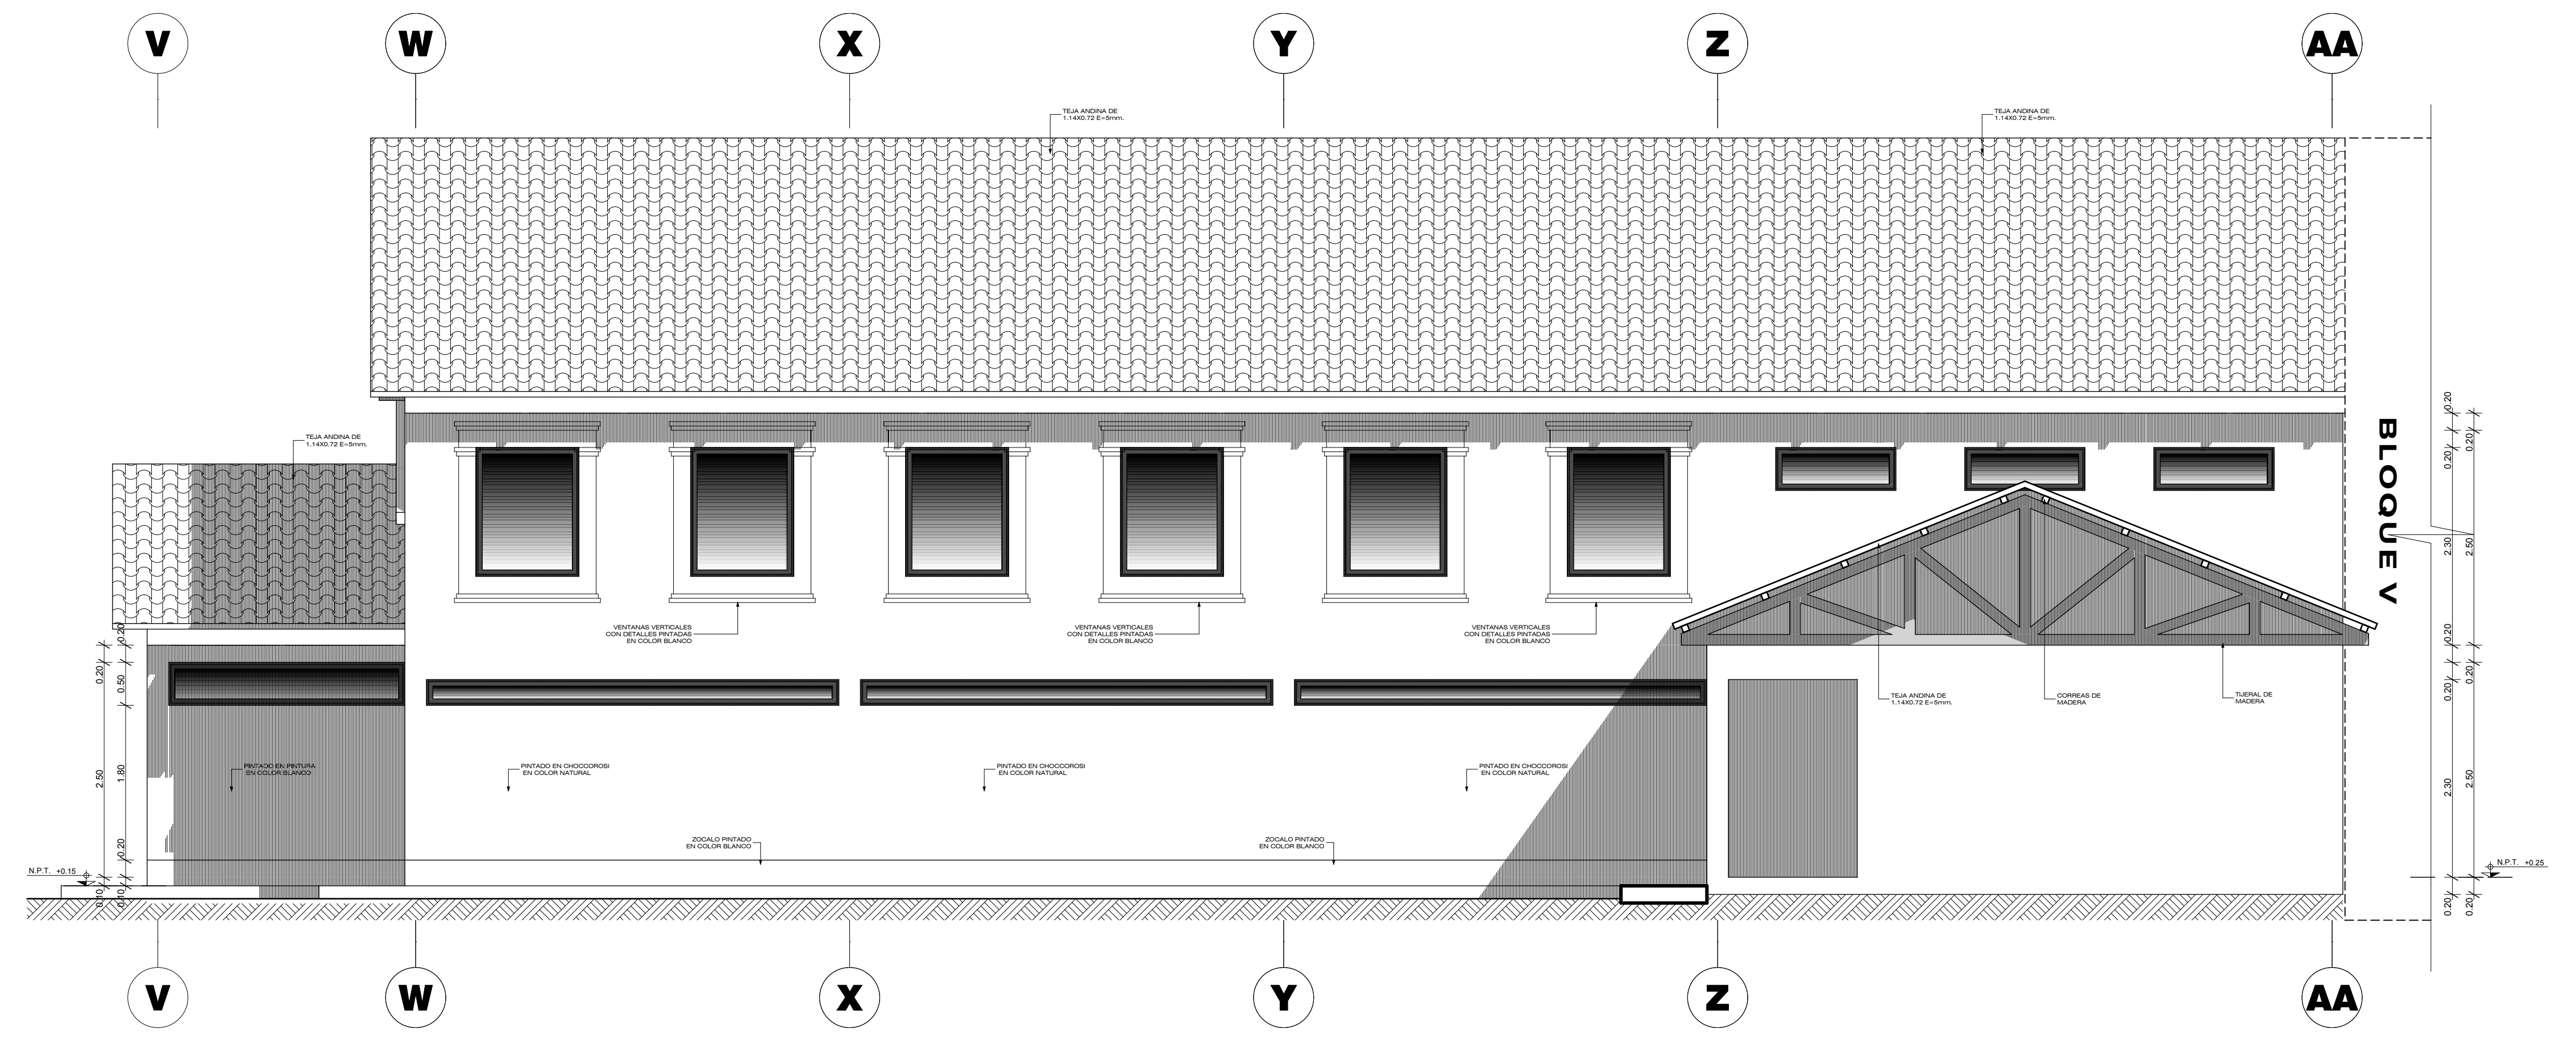 V
W
X
Y
Z
AA
TEJA ANDINA DE
1.14X0.72 E=5mm.
TEJA ANDINA DE
1.14X0.72 E=5mm.
TEJA ANDINA DE
1.14X0.72 E=5mm.
BLOQUE V
VENTANAS VERTICALES
CON DETALLES PINTADAS
EN COLOR BLANCO
VENTANAS VERTICALES
CON DETALLES PINTADAS
EN COLOR BLANCO
VENTANAS VERTICALES
CON DETALLES PINTADAS
EN COLOR BLANCO
TEJA ANDINA DE
1.14X0.72 E=5mm.
CORREAS DE
MADERA
TIJERAL DE
MADERA
PINTADO EN PINTURA
EN COLOR BLANCO
PINTADO EN CHOCCOROSI
EN COLOR NATURAL
PINTADO EN CHOCCOROSI
EN COLOR NATURAL
PINTADO EN CHOCCOROSI
EN COLOR NATURAL
ZOCALO PINTADO
EN COLOR BLANCO
ZOCALO PINTADO
EN COLOR BLANCO
N.P.T. +0.15
N.P.T. +0.25
0.20
2.50
0.10
0.20
0.50
1.80
0.20
0.10
0.20
0.20
2.30
0.20
0.20
2.30
0.20
0.20
2.50
0.20
2.50
0.20
V
W
X
Y
Z
AA